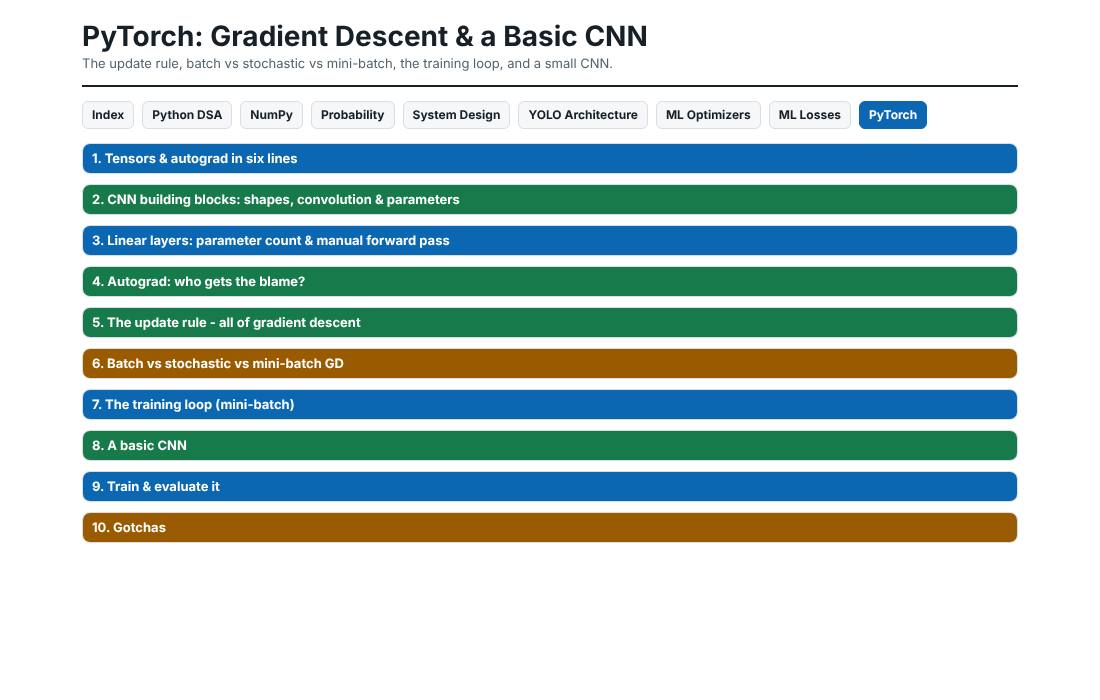 PyTorch: Gradient Descent & a Basic CNN
The update rule, batch vs stochastic vs mini-batch, the training loop, and a small CNN.
Index Python DSA NumPy Probability System Design YOLO Architecture ML Optimizers ML Losses PyTorch
1. Tensors & autograd in six lines
2. CNN building blocks: shapes, convolution & parameters
3. Linear layers: parameter count & manual forward pass
4. Autograd: who gets the blame?
5. The update rule - all of gradient descent
6. Batch vs stochastic vs mini-batch GD
7. The training loop (mini-batch)
8. A basic CNN
9. Train & evaluate it
10. Gotchas